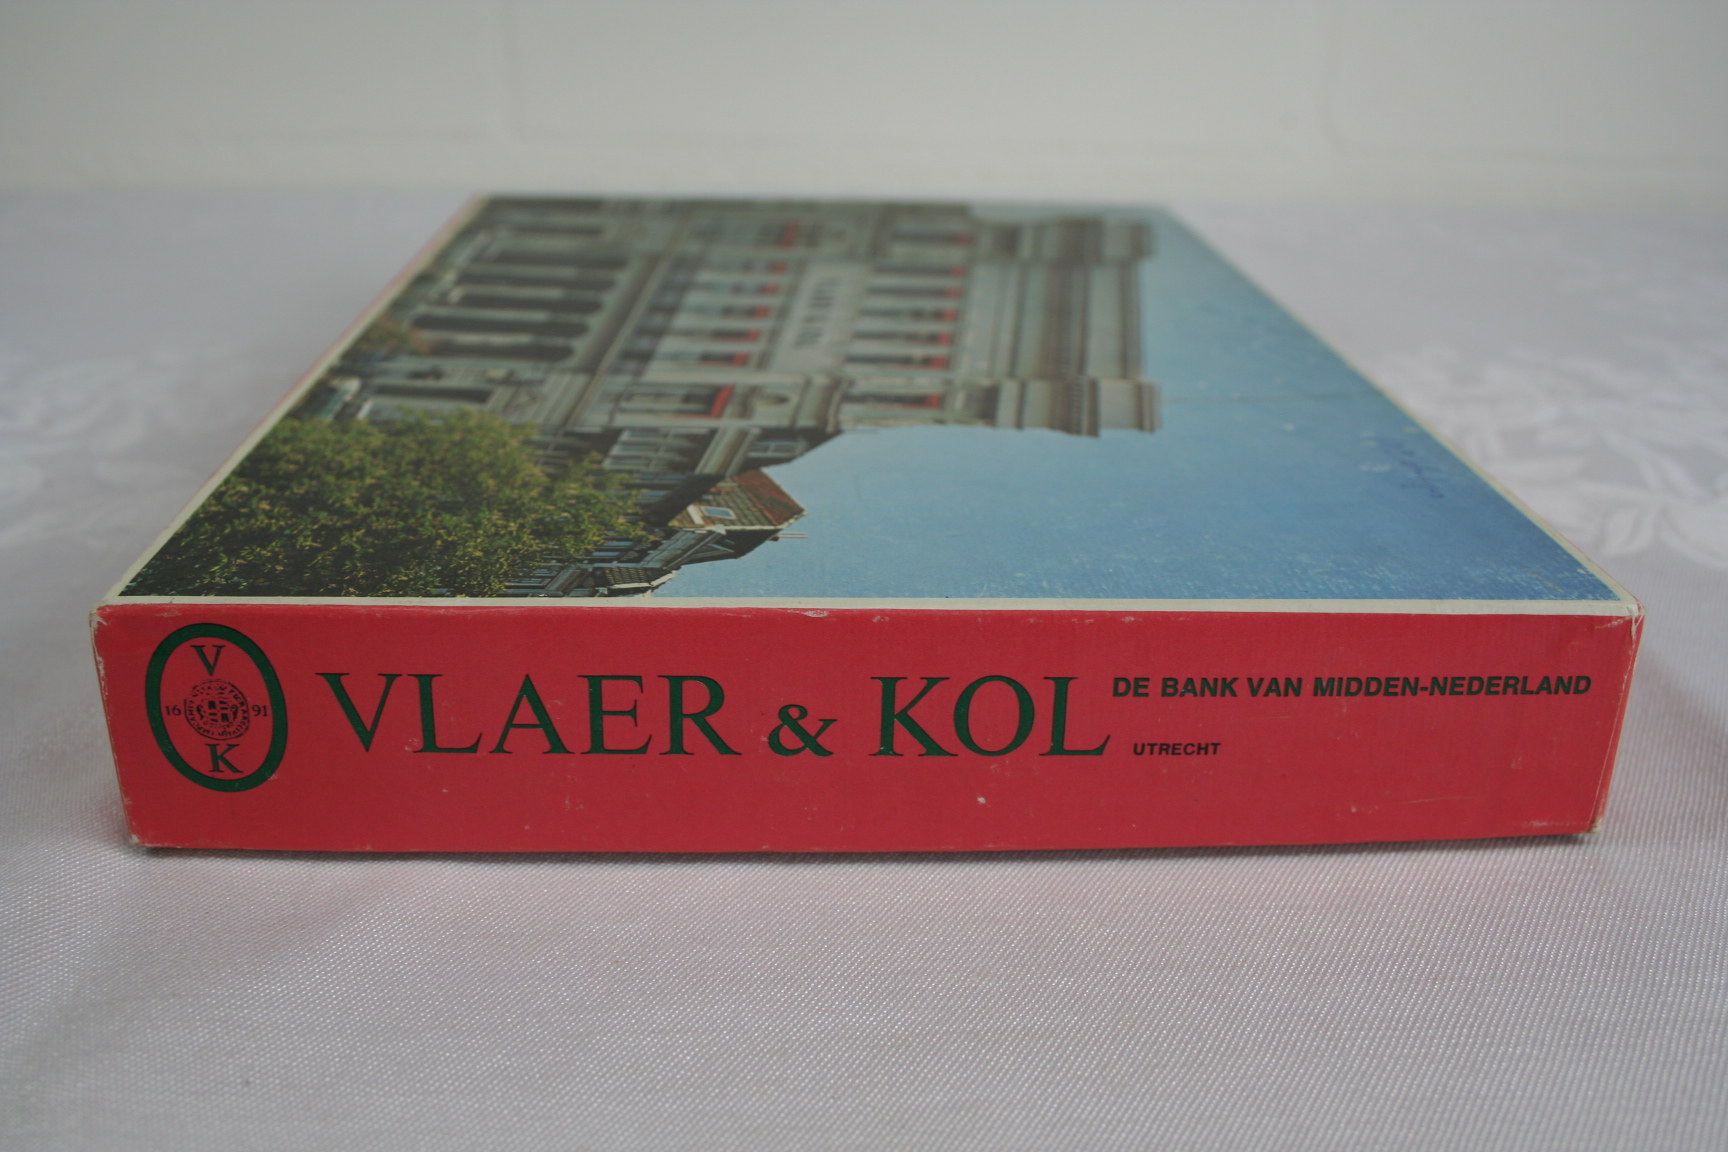 V
16 91
K
VLAER & KOL
DE BANK VAN MIDDEN-NEDERLAND
UTRECHT